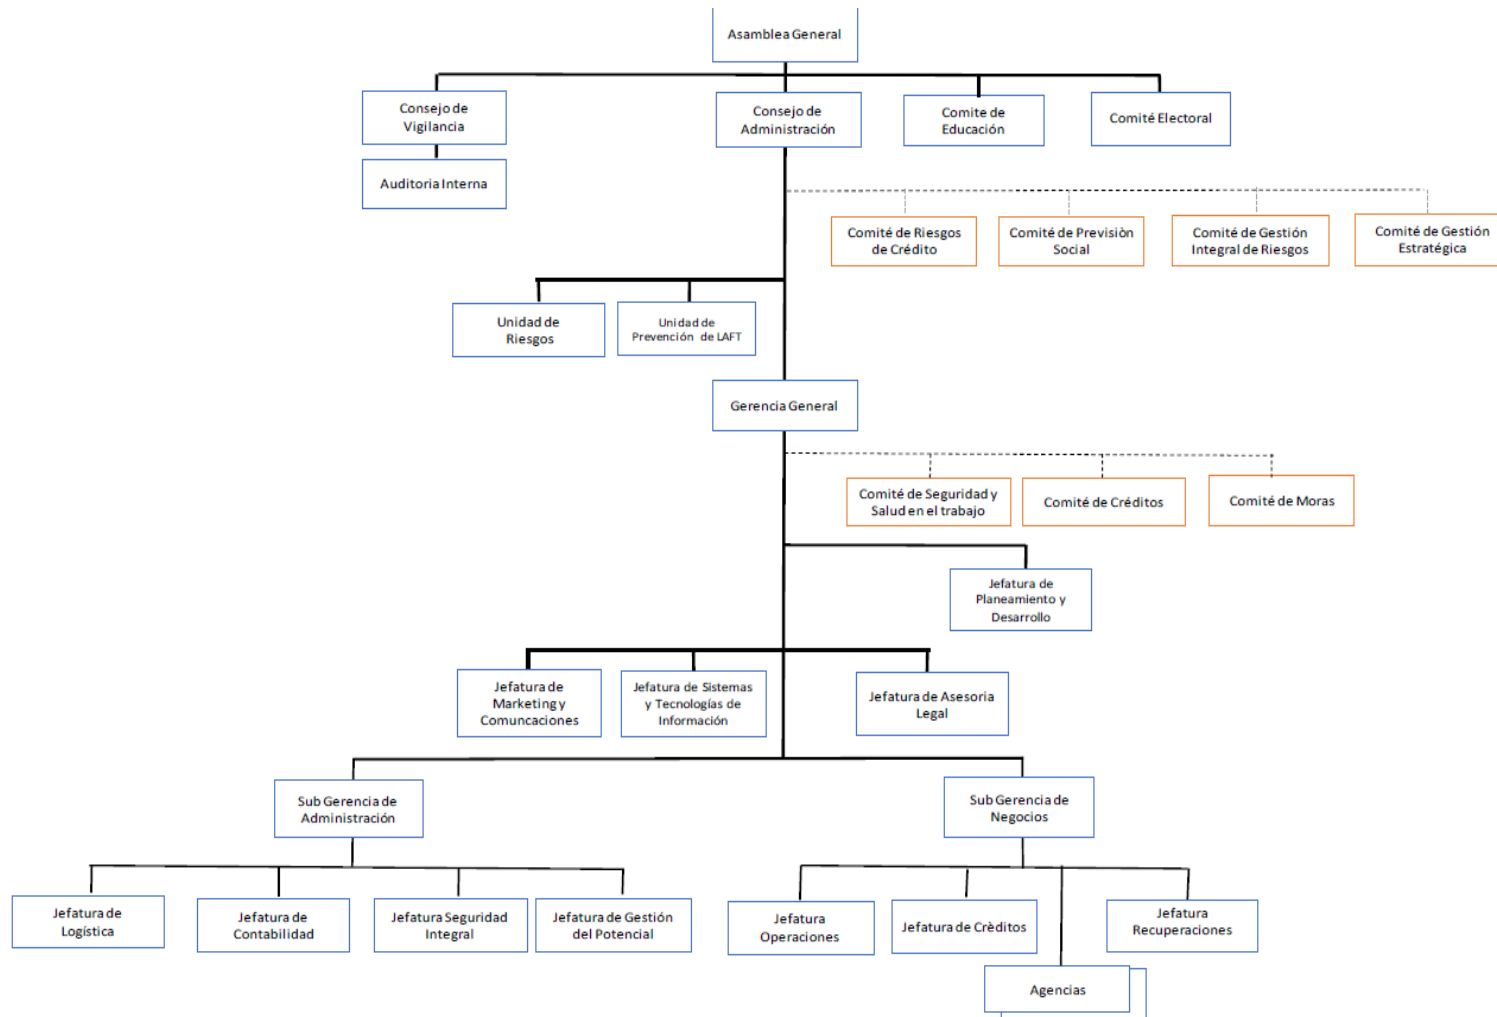 Asamblea General
Consejo de
Vigilancia
Consejo de
Administración
Comite de
Educación
Comité Electoral
Auditoria Interna
Comité de Riesgos
de Crédito
Comité de Previsiòn
Social
Comité de Gestión
Integral de Riesgos
Comité de Gestión
Estratégica
Unidad de
Riesgos
Unidad de
Prevención de LAFT
Gerencia General
Comité de Seguridad y
Salud en el trabajo
Comité de Créditos
Comité de Moras
Jefatura de
Planeamiento y
Desarrollo
Jefatura de
Marketing y
Comuncaciones
Jefatura de Sistemas
y Tecnologías de
Información
Jefatura de Asesoria
Legal
Sub Gerencia de
Administración
Sub Gerencia de
Negocios
Jefatura de
Logística
Jefatura de
Contabilidad
Jefatura Seguridad
Integral
Jefatura de Gestión
del Potencial
Jefatura
Operaciones
Jefatura de Crèditos
Jefatura
Recuperaciones
Agencias